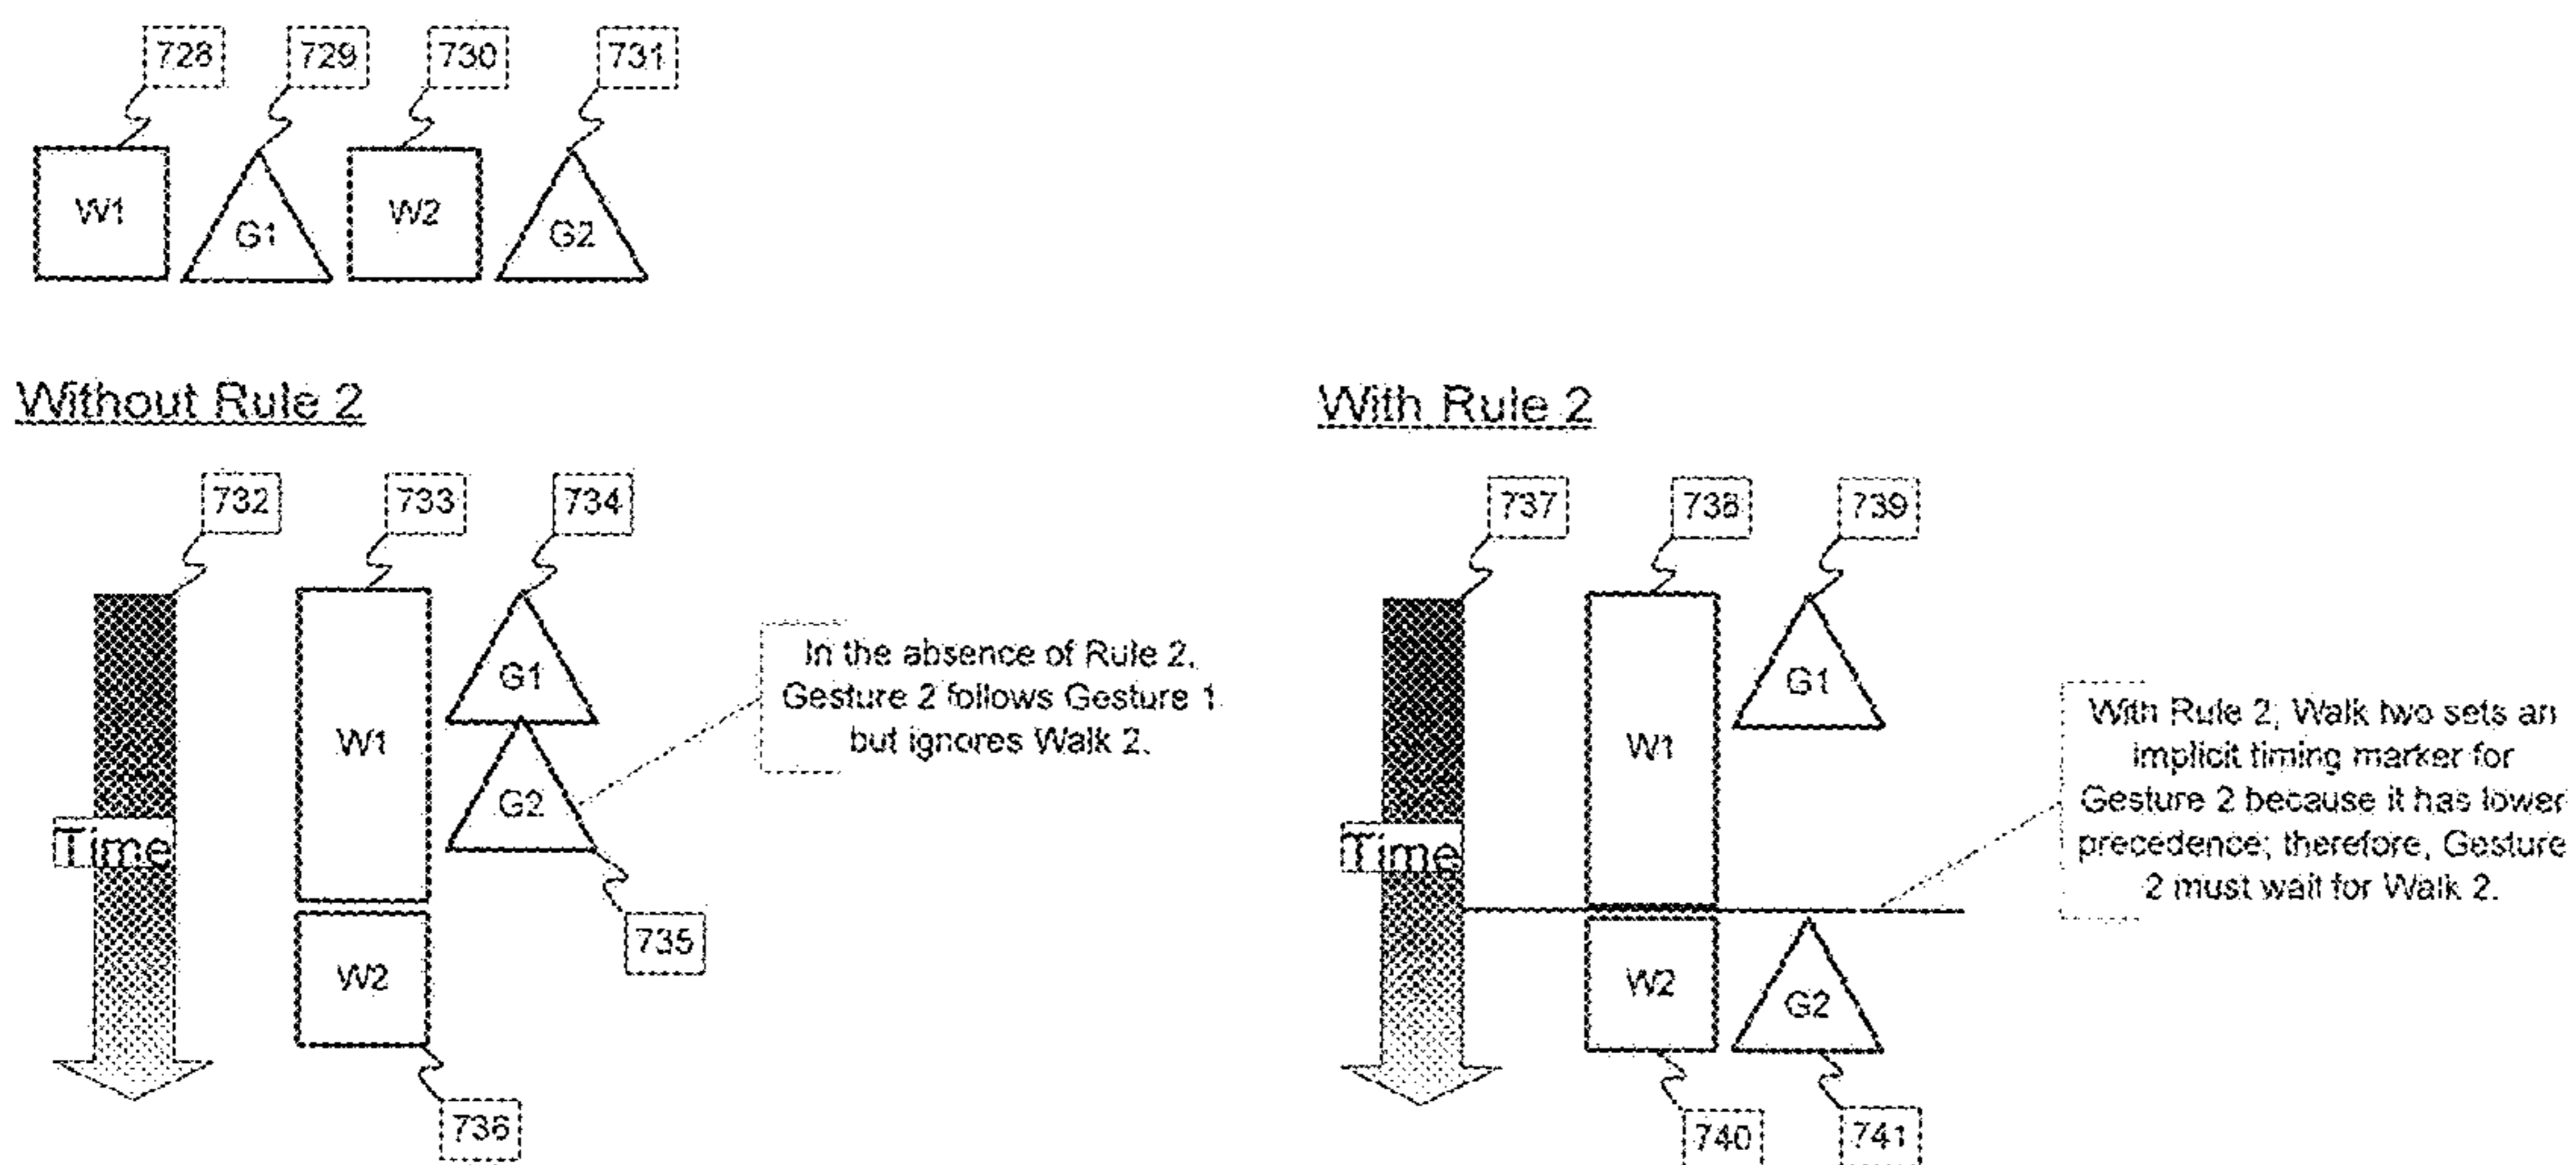 728 729 730 731
W1 G1 W2 G2
Without Rule 2
732 733 734
G1
W1
G2
Time
W2
735
736
In the absence of Rule 2,
Gesture 2 follows Gesture 1
but ignores Walk 2.
With Rule 2
737 738 739
G1
W1
Time
W2
G2
740 741
With Rule 2, Walk two sets an
implicit timing marker for
Gesture 2 because it has lower
precedence; therefore, Gesture
2 must wait for Walk 2.